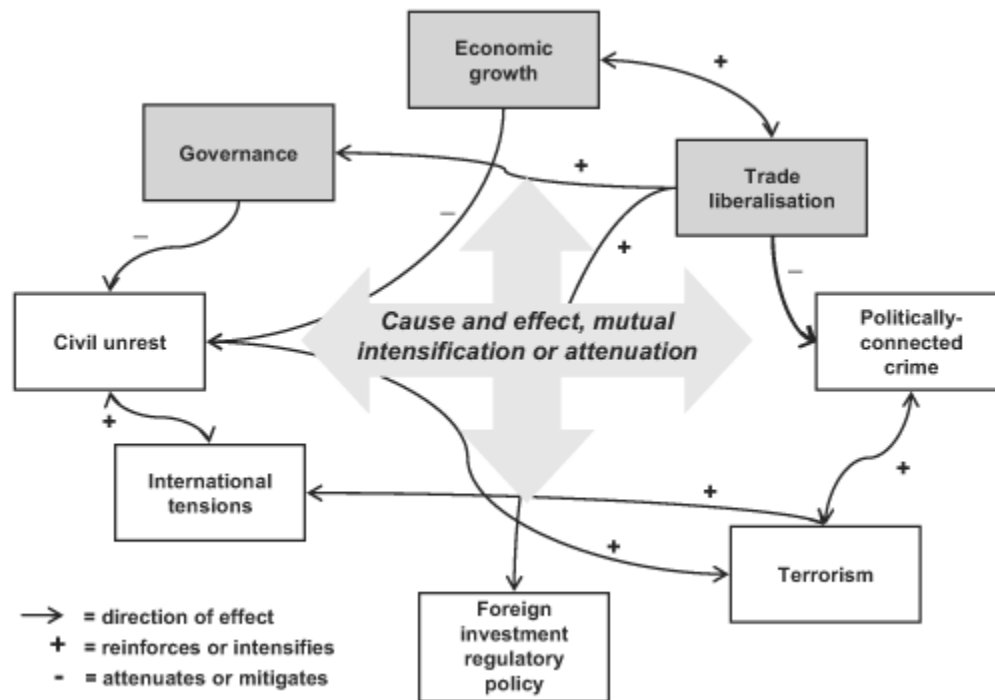 Economic
growth
+
Governance
+
Trade
liberalisation
–
–
+
–
Civil unrest
Cause and effect, mutual
intensification or attenuation
Politically-
connected
crime
+
International
tensions
+
+
+
Terrorism
Foreign
investment
regulatory
policy
= direction of effect
+ = reinforces or intensifies
- = attenuates or mitigates